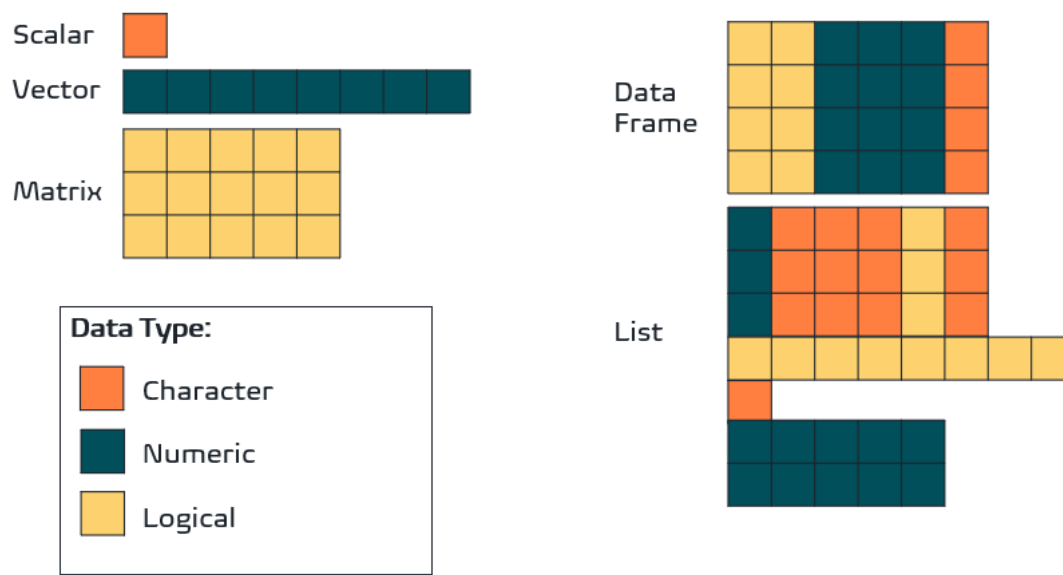 Scalar
Vector
Matrix
Data Type:
Character
Numeric
Logical
Data
Frame
List